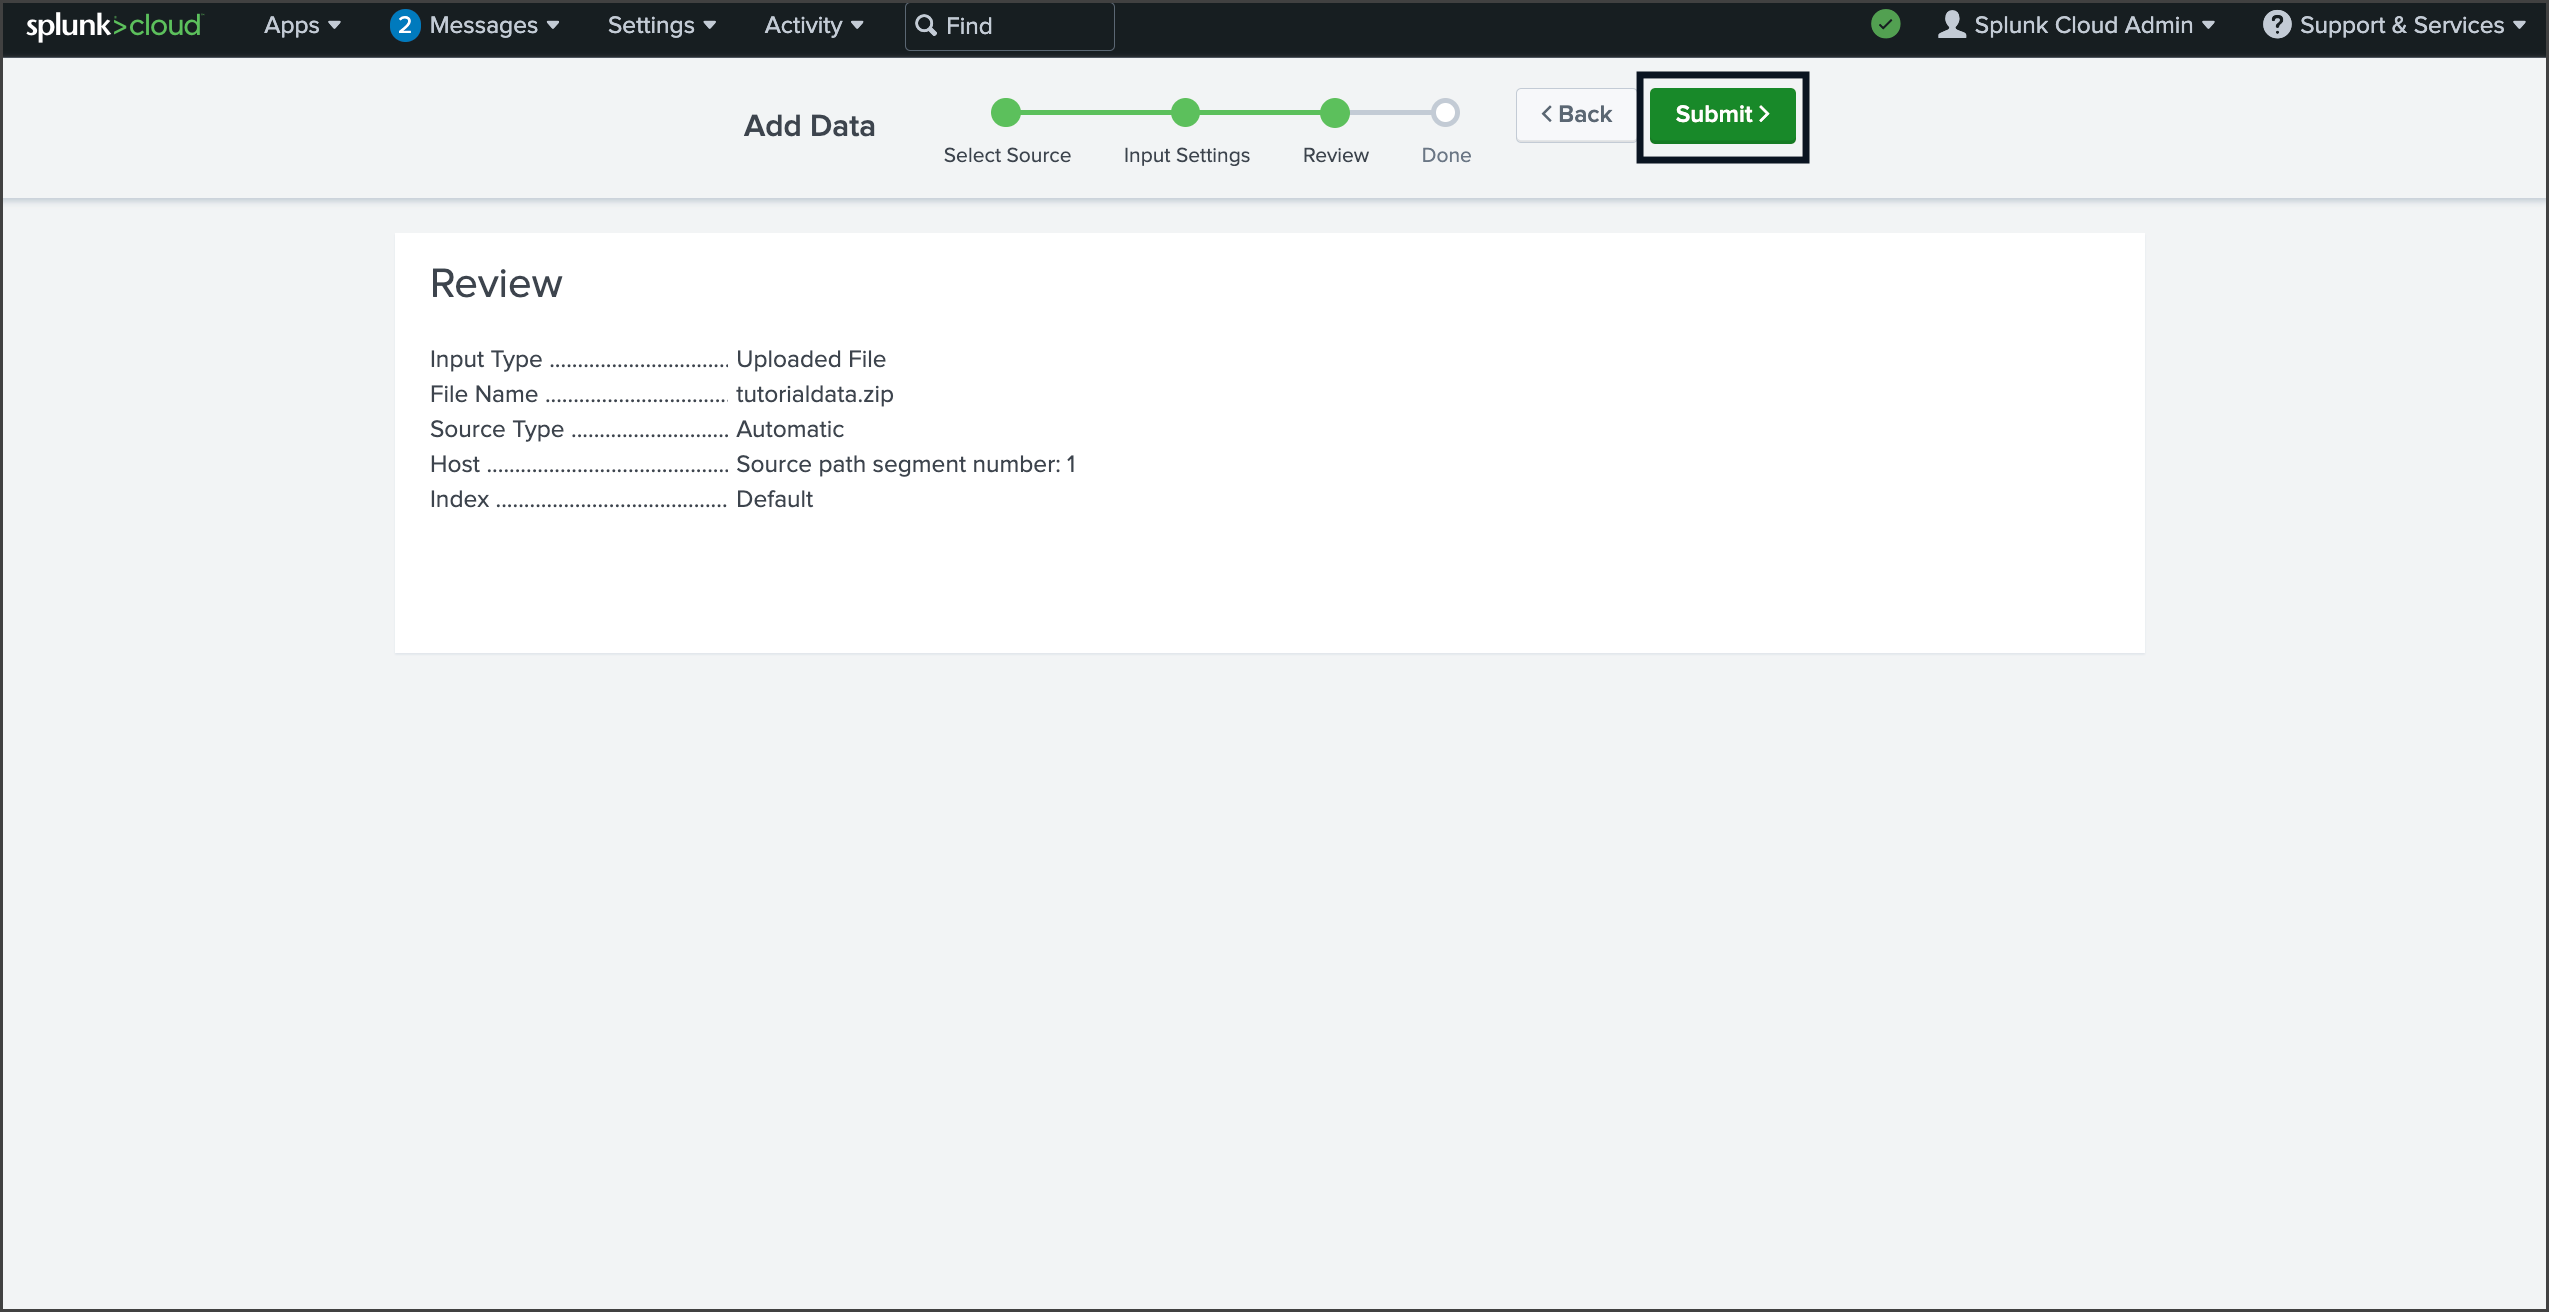 splunk>cloud Apps 2 Messages Settings Activity Find Splunk Cloud Admin ? Support & Services
Add Data
Select Source Input Settings Review Done
< Back
Submit >
Review
Input Type ................................ Uploaded File
File Name ................................ tutorialdata.zip
Source Type ............................ Automatic
Host ........................................... Source path segment number: 1
Index ......................................... Default